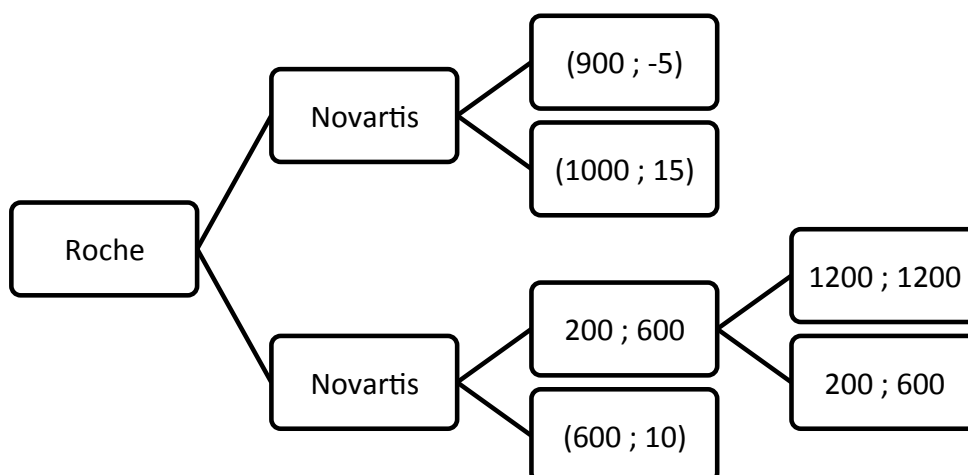 Roche
Novartis
(900 ; -5)
(1000 ; 15)
Novartis
200 ; 600
(600 ; 10)
1200 ; 1200
200 ; 600